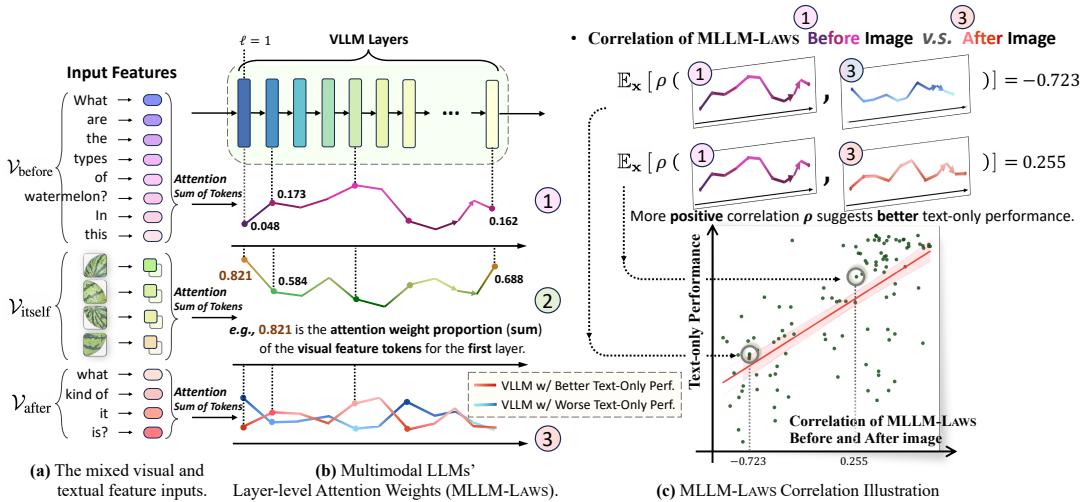 Input Features
What
are
the
types
of
watermelon?
In
this
𝒱before
𝒱itself
what
kind of
it
is?
𝒱after
Attention
Sum of Tokens
Attention
Sum of Tokens
Attention
Sum of Tokens
(a) The mixed visual and
textual feature inputs.
VLLM Layers
ℓ = 1
...
0.048
0.173
0.162
1
0.821
0.584
0.688
2
e.g., 0.821 is the attention weight proportion (sum)
of the visual feature tokens for the first layer.
VLLM w/ Better Text-Only Perf.
VLLM w/ Worse Text-Only Perf.
3
(b) Multimodal LLMs'
Layer-level Attention Weights (MLLM-LAWS).
1 3
• Correlation of MLLM-LAWS Before Image V.S. After Image
𝔼x [ ρ ( 1 , 3 )] = −0.723
𝔼x [ ρ ( 1 , 3 )] = 0.255
More positive correlation ρ suggests better text-only performance.
Text-only Performance
Correlation of MLLM-LAWS
Before and After image
−0.723 0.255
(c) MLLM-LAWS Correlation Illustration